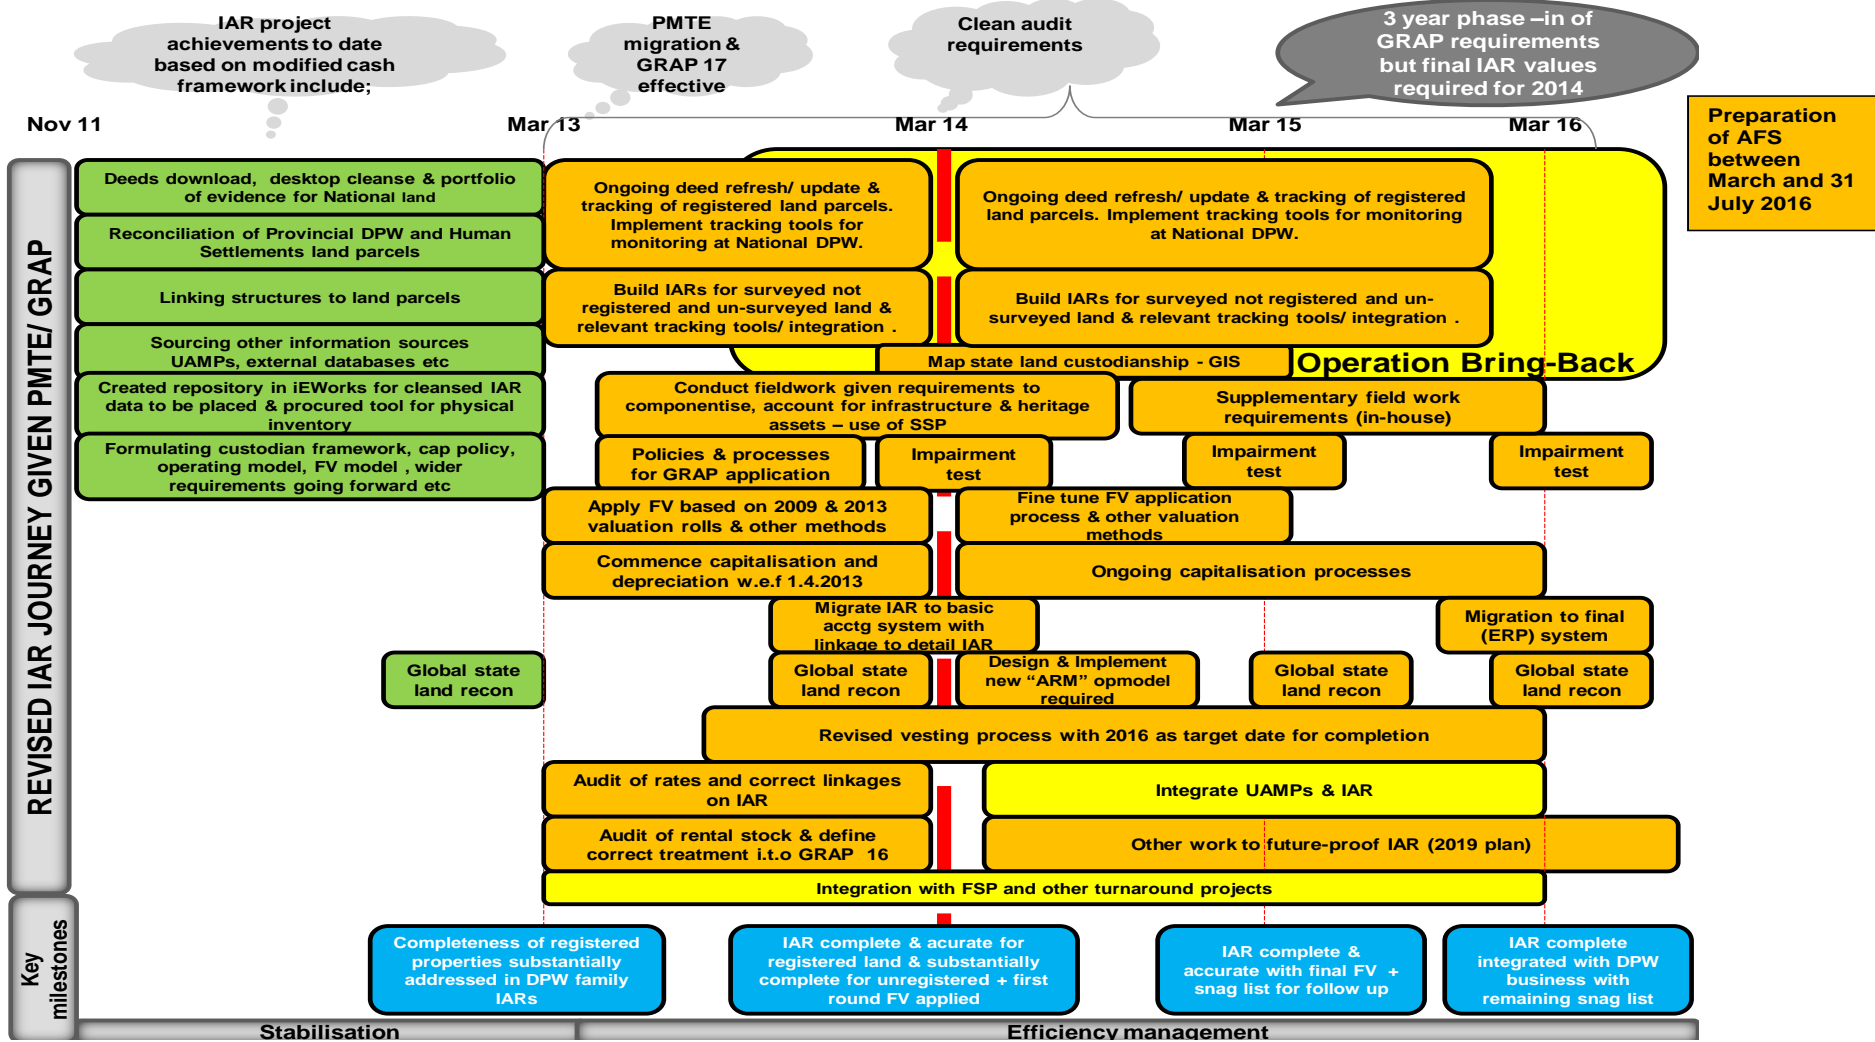 IAR project
achievements to date
based on modified cash
framework include;
PMTE
migration &
GRAP 17
effective
Clean audit
requirements
3 year phase –in of
GRAP requirements
but final IAR values
required for 2014
Nov 11
Mar 13
Mar 14
Mar 15
Mar 16
Preparation
of AFS
between
March and 31
July 2016
REVISED IAR JOURNEY GIVEN PMTE/ GRAP
Deeds download, desktop cleanse & portfolio
of evidence for National land
Reconciliation of Provincial DPW and Human
Settlements land parcels
Linking structures to land parcels
Sourcing other information sources
UAMPs, external databases etc
Created repository in iEWorks for cleansed IAR
data to be placed & procured tool for physical
inventory
Formulating custodian framework, cap policy,
operating model, FV model , wider
requirements going forward etc
Ongoing deed refresh/ update &
tracking of registered land parcels.
Implement tracking tools for
monitoring at National DPW.
Ongoing deed refresh/ update & tracking of registered
land parcels. Implement tracking tools for monitoring
at National DPW.
Build IARs for surveyed not
registered and un-surveyed land &
relevant tracking tools/ integration .
Build IARs for surveyed not registered and un-
surveyed land & relevant tracking tools/ integration .
Map state land custodianship - GIS
Operation Bring-Back
Conduct fieldwork given requirements to
componentise, account for infrastructure & heritage
assets – use of SSP
Supplementary field work
requirements (in-house)
Policies & processes
for GRAP application
Impairment
test
Impairment
test
Impairment
test
Apply FV based on 2009 & 2013
valuation rolls & other methods
Fine tune FV application
process & other valuation
methods
Commence capitalisation and
depreciation w.e.f 1.4.2013
Ongoing capitalisation processes
Migrate IAR to basic
acctg system with
linkage to detail IAR
Migration to final
(ERP) system
Global state
land recon
Global state
land recon
Design & Implement
new “ARM” opmodel
required
Global state
land recon
Global state
land recon
Revised vesting process with 2016 as target date for completion
Audit of rates and correct linkages
on IAR
Integrate UAMPs & IAR
Audit of rental stock & define
correct treatment i.t.o GRAP 16
Other work to future-proof IAR (2019 plan)
Integration with FSP and other turnaround projects
Key
milestones
Completeness of registered
properties substantially
addressed in DPW family
IARs
IAR complete & acurate for
registered land & substantially
complete for unregistered + first
round FV applied
IAR complete &
accurate with final FV +
snag list for follow up
IAR complete
integrated with DPW
business with
remaining snag list
Stabilisation
Efficiency management